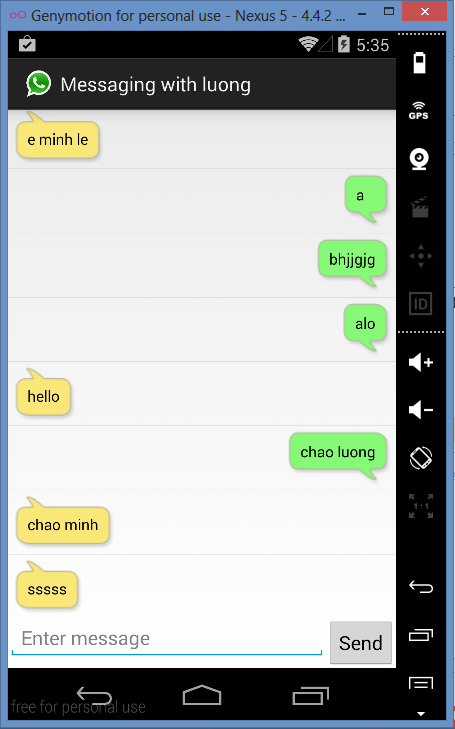 Genymotion for personal use - Nexus 5 - 4.4.2 ...
5:35
Messaging with luong
GPS
e minh le
a
bhjjgjg
alo
ID
hello
chao luong
1:1
chao minh
sssss
Enter message
Send
free for personal use